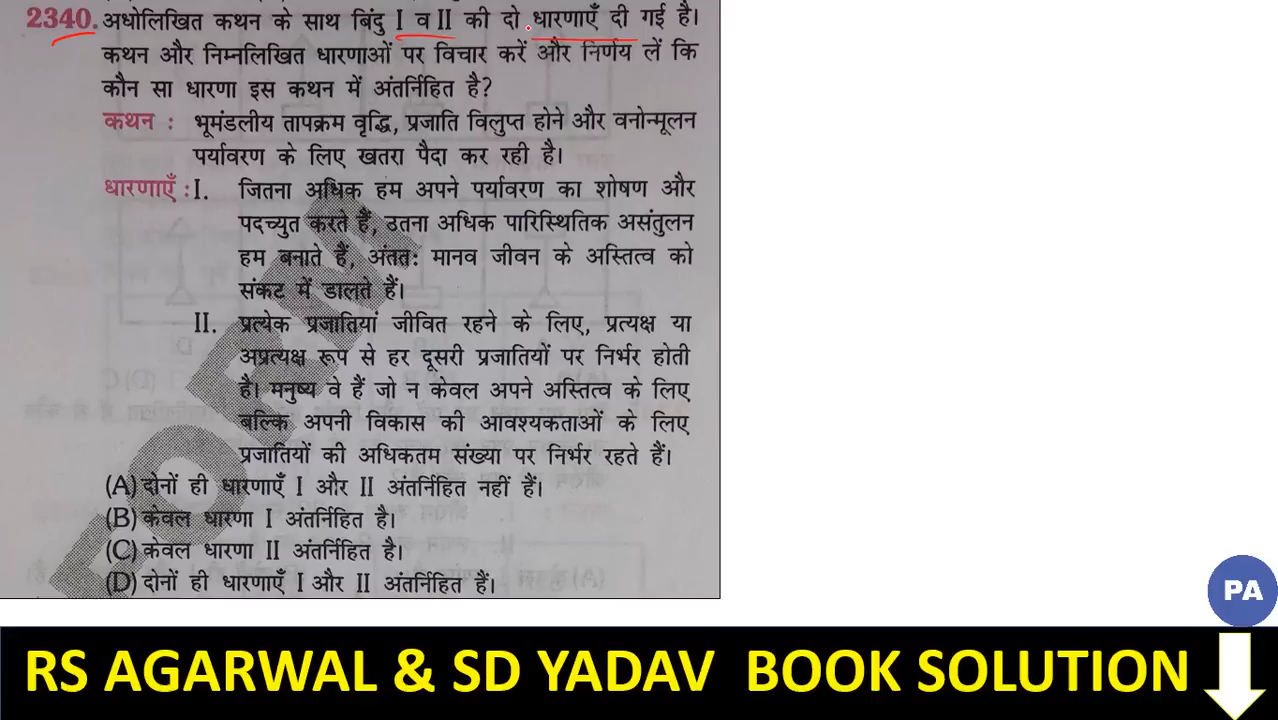 2340. अधोलिखित कथन के साथ बिंदु I व II की दो धारणाएँ दी गई है।
कथन और निम्नलिखित धारणाओं पर विचार करें और निर्णय लें कि
कौन सा धारणा इस कथन में अंतर्निहित है?
कथन : भूमंडलीय तापक्रम वृद्धि, प्रजाति विलुप्त होने और वनोन्मूलन
पर्यावरण के लिए खतरा पैदा कर रही है।
धारणाएँ : I. जितना अधिक हम अपने पर्यावरण का शोषण और
पदच्युत करते हैं, उतना अधिक पारिस्थितिक असंतुलन
हम बनाते हैं, अंततः मानव जीवन के अस्तित्व को
संकट में डालते हैं।
II. प्रत्येक प्रजातियां जीवित रहने के लिए, प्रत्यक्ष या
अप्रत्यक्ष रूप से हर दूसरी प्रजातियों पर निर्भर होती
है। मनुष्य वे हैं जो न केवल अपने अस्तित्व के लिए
बल्कि अपनी विकास की आवश्यकताओं के लिए
प्रजातियों की अधिकतम संख्या पर निर्भर रहते हैं।
(A) दोनों ही धारणाएँ I और II अंतर्निहित नहीं हैं।
(B) केवल धारणा I अंतर्निहित है।
(C) केवल धारणा II अंतर्निहित है।
(D) दोनों ही धारणाएँ I और II अंतर्निहित हैं।
PA
RS AGARWAL & SD YADAV BOOK SOLUTION